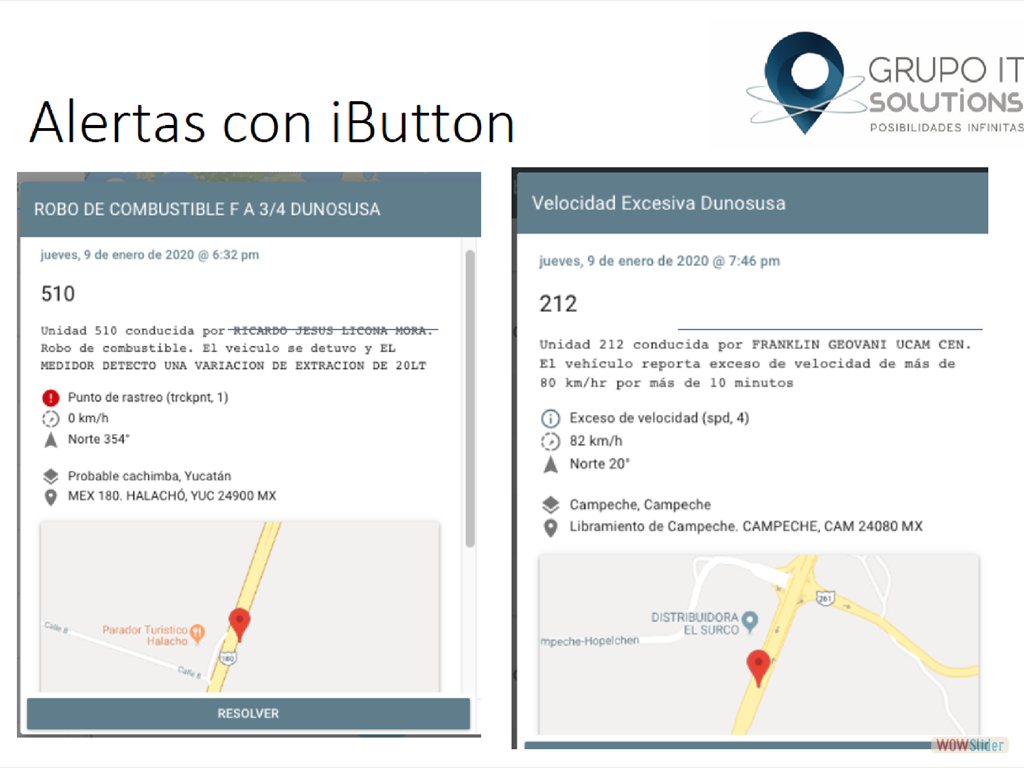 GRUPO IT
SOLUTIONS
POSIBILIDADES INFINITAS
Alertas con iButton
ROBO DE COMBUSTIBLE F A 3/4 DUNOSUSA
jueves, 9 de enero de 2020 @ 6:32 pm
510
Unidad 510 conducida por RICARDO JESUS LICONA MORA.
Robo de combustible. El veiculo se detuvo y EL
MEDIDOR DETECTO UNA VARIACION DE EXTRACION DE 20LT
Punto de rastreo (trckpnt, 1)
0 km/h
Norte 354°
Probable cachimba, Yucatán
MEX 180. HALACHÓ, YUC 24900 MX
Calle 8
Parador Turistico
Halacho
180
Calle 8
RESOLVER
Velocidad Excesiva Dunosusa
jueves, 9 de enero de 2020 @ 7:46 pm
212
Unidad 212 conducida por FRANKLIN GEOVANI UCAM CEN.
El vehículo reporta exceso de velocidad de más de
80 km/hr por más de 10 minutos
Exceso de velocidad (spd, 4)
82 km/h
Norte 20°
Campeche, Campeche
Libramiento de Campeche. CAMPECHE, CAM 24080 MX
261
DISTRIBUIDORA
EL SURCO
mpeche-Hopelchen
WOWSlider